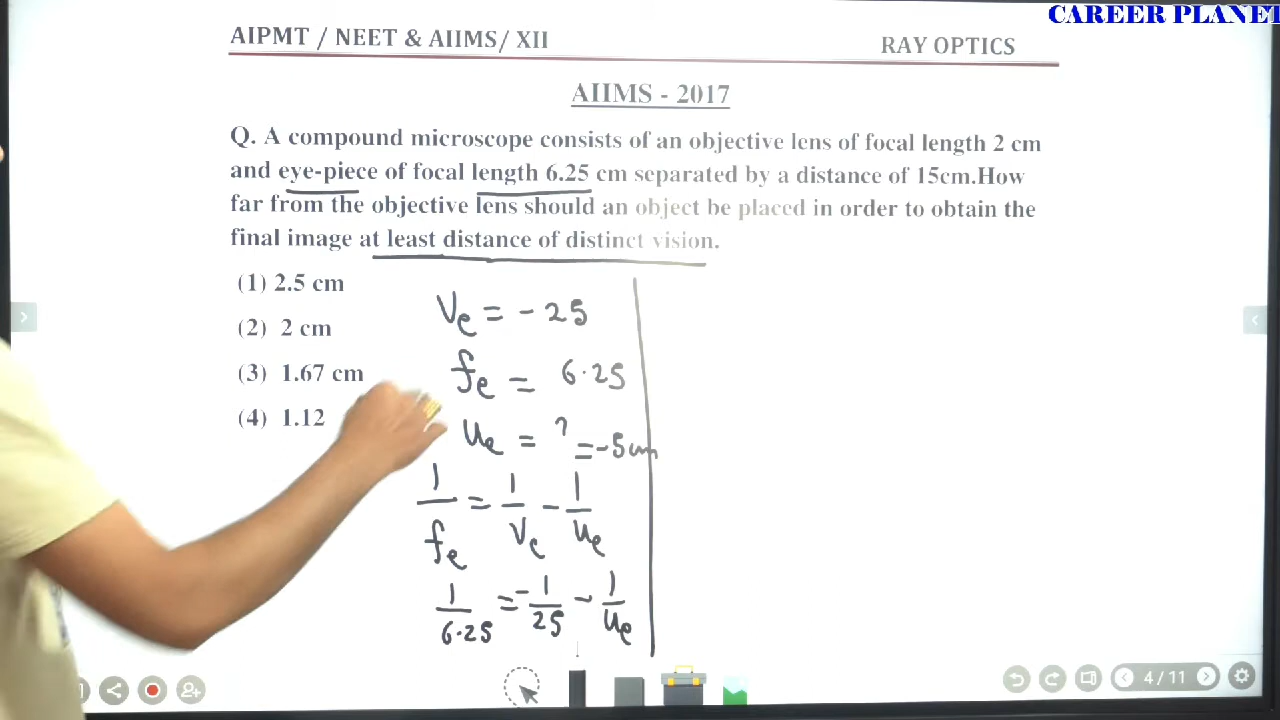 CAREER PLANET
AIPMT / NEET & AIIMS/ XII
RAY OPTICS
AIIMS - 2017
Q. A compound microscope consists of an objective lens of focal length 2 cm
and eye-piece of focal length 6.25 cm separated by a distance of 15cm.How
far from the objective lens should an object be placed in order to obtain the
final image at least distance of distinct vision.
(1) 2.5 cm
(2) 2 cm
(3) 1.67 cm
(4) 1.12
Ve = - 25
fe = 6.25
ue = ? = -5cm
1/fe = 1/Ve - 1/ue
1/6.25 = -1/25 - 1/ue
4 / 11